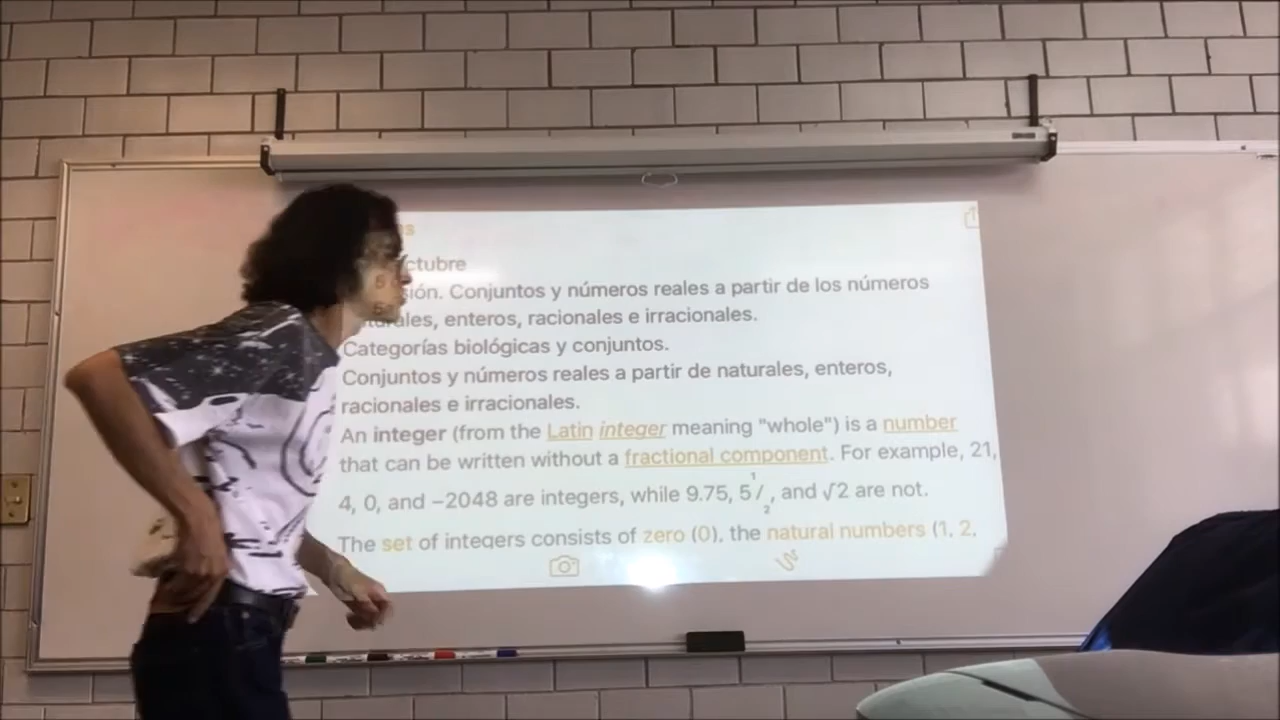 ctubre
sión. Conjuntos y números reales a partir de los números
naturales, enteros, racionales e irracionales.
Categorías biológicas y conjuntos.
Conjuntos y números reales a partir de naturales, enteros,
racionales e irracionales.
An integer (from the Latin integer meaning "whole") is a number
that can be written without a fractional component. For example, 21,
4, 0, and −2048 are integers, while 9.75, 5 1/2, and √2 are not.
The set of integers consists of zero (0), the natural numbers (1, 2,